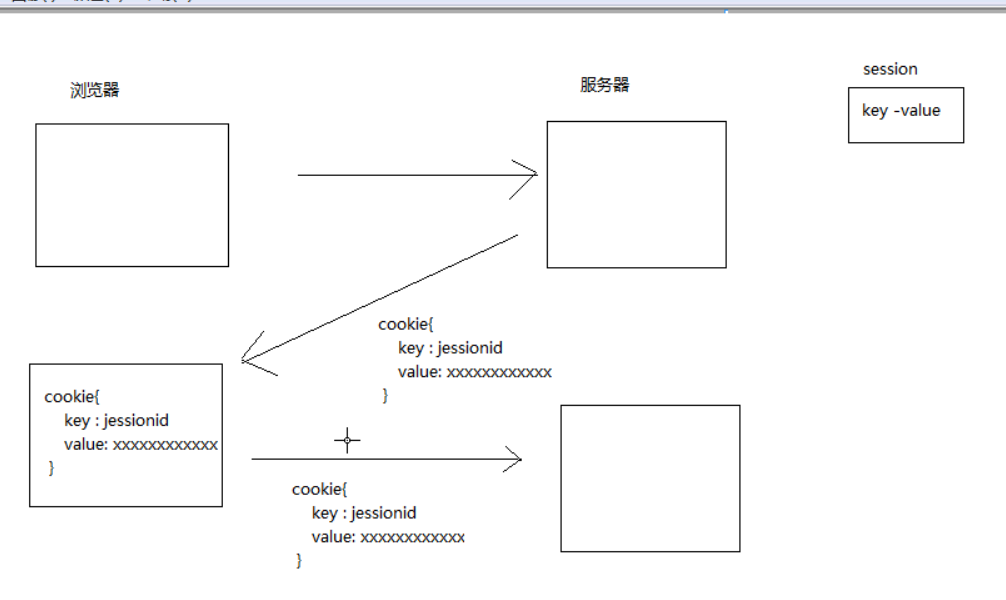 浏览器
服务器
session
key -value
cookie{
key : jessionid
value: xxxxxxxxxxxx
}
cookie{
key : jessionid
value: xxxxxxxxxxxx
}
cookie{
key : jessionid
value: xxxxxxxxxxxx
}